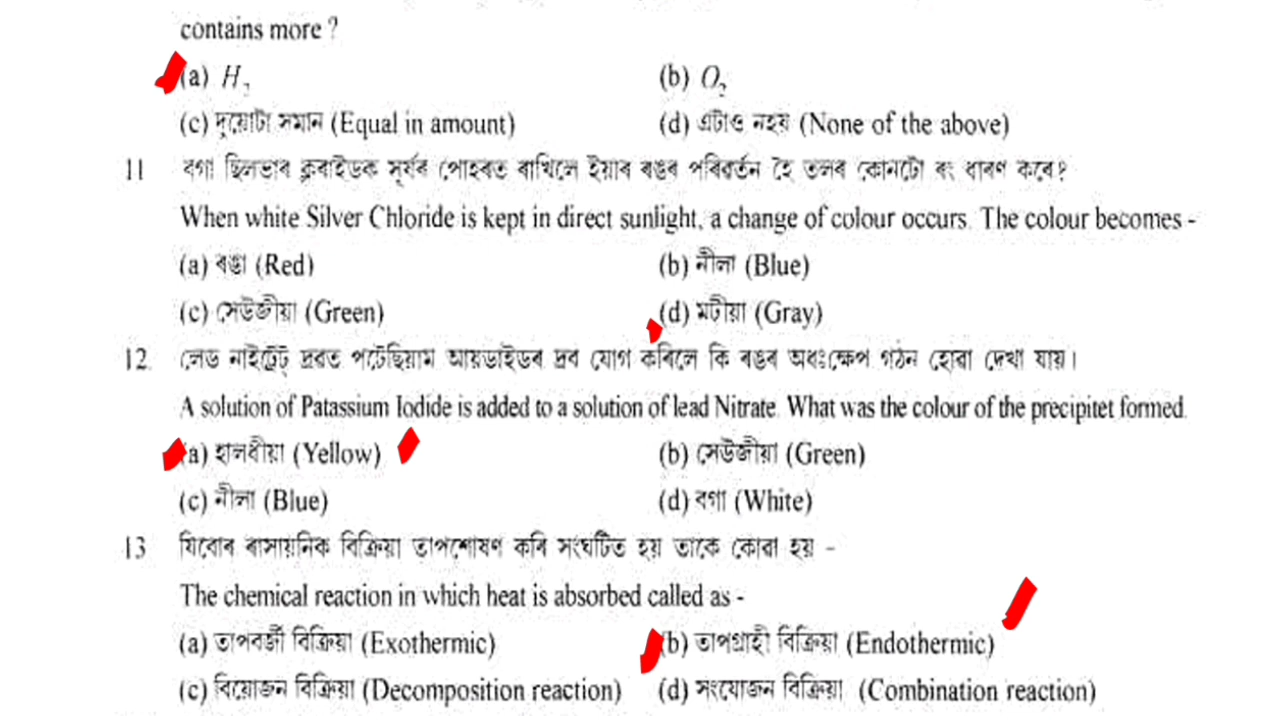 contains more ?
(a) H₂ (b) O₂
(c) দুয়োটা সমান (Equal in amount) (d) এটাও নহয় (None of the above)
11 বগা ছিলভাৰ ক্লৰাইডক সূৰ্যৰ পোহৰত ৰাখিলে ইয়াৰ ৰঙৰ পৰিৱৰ্তন হৈ তলৰ কোনটো ৰং ধাৰণ কৰে?
When white Silver Chloride is kept in direct sunlight, a change of colour occurs. The colour becomes -
(a) ৰঙা (Red) (b) নীলা (Blue)
(c) সেউজীয়া (Green) (d) মটীয়া (Gray)
12. লেড নাইট্ৰেট্ দ্ৰৱত পটেছিয়াম আয়ডাইডৰ দ্ৰব যোগ কৰিলে কি ৰঙৰ অধঃক্ষেপ গঠন হোৱা দেখা যায়।
A solution of Patassium Iodide is added to a solution of lead Nitrate. What was the colour of the precipitet formed.
(a) হালধীয়া (Yellow) (b) সেউজীয়া (Green)
(c) নীলা (Blue) (d) বগা (White)
13 যিবোৰ ৰাসায়নিক বিক্ৰিয়া তাপশোষণ কৰি সংঘটিত হয় তাকে কোৱা হয় -
The chemical reaction in which heat is absorbed called as -
(a) তাপবৰ্জী বিক্ৰিয়া (Exothermic) (b) তাপগ্ৰাহী বিক্ৰিয়া (Endothermic)
(c) বিয়োজন বিক্ৰিয়া (Decomposition reaction) (d) সংযোজন বিক্ৰিয়া (Combination reaction)